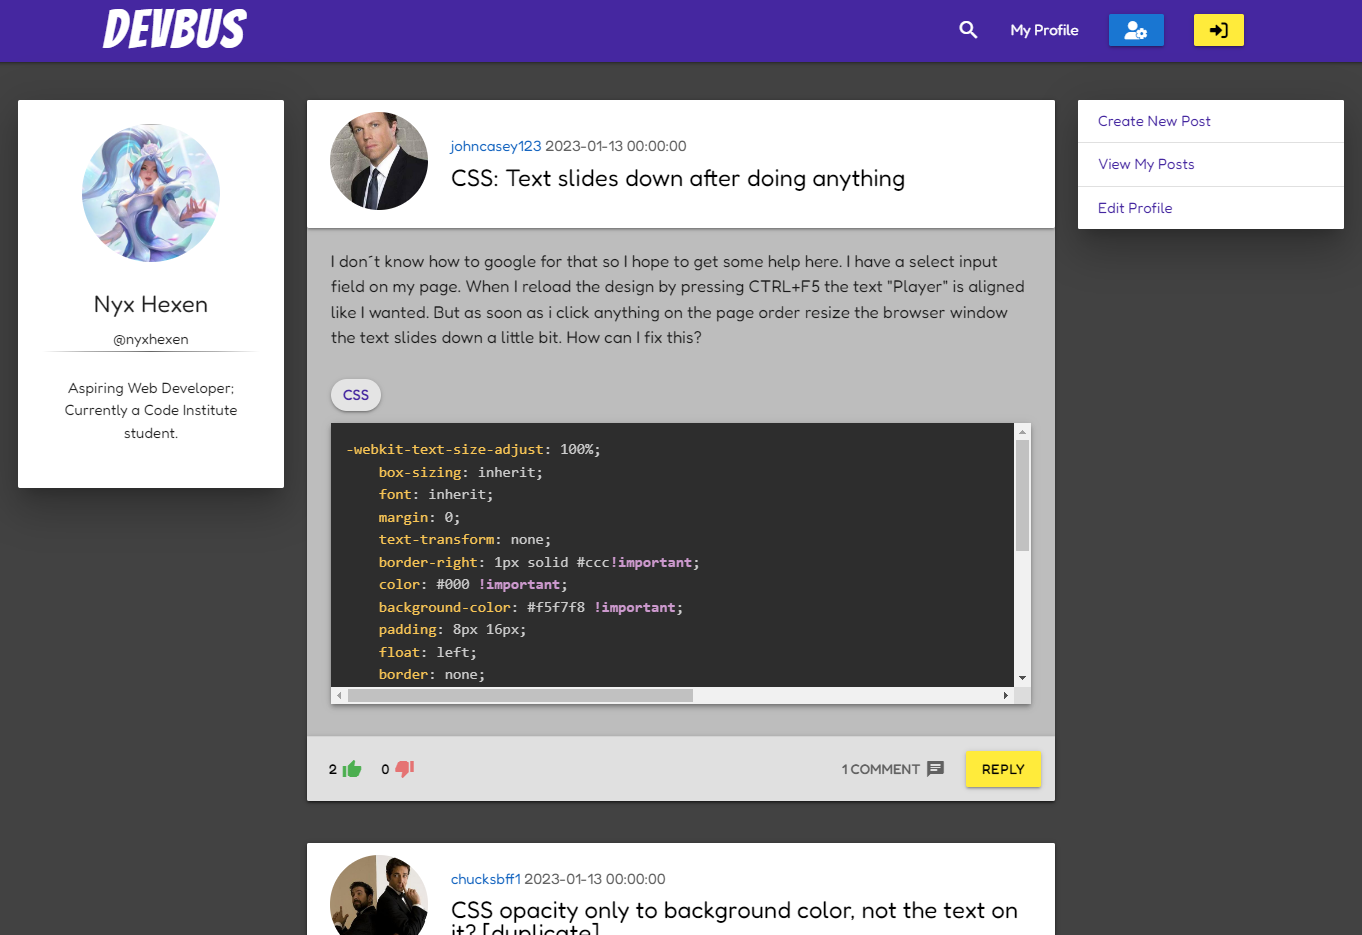 DEVBUS
My Profile
Nyx Hexen
@nyxhexen
Aspiring Web Developer;
Currently a Code Institute
student.
johncasey123 2023-01-13 00:00:00
CSS: Text slides down after doing anything
I don´t know how to google for that so I hope to get some help here. I have a select input
field on my page. When I reload the design by pressing CTRL+F5 the text "Player" is aligned
like I wanted. But as soon as i click anything on the page order resize the browser window
the text slides down a little bit. How can I fix this?
CSS
-webkit-text-size-adjust: 100%;
box-sizing: inherit;
font: inherit;
margin: 0;
text-transform: none;
border-right: 1px solid #ccc!important;
color: #000 !important;
background-color: #f5f7f8 !important;
padding: 8px 16px;
float: left;
border: none;
2
0
1 COMMENT
REPLY
chucksbff1 2023-01-13 00:00:00
CSS opacity only to background color, not the text on
it? [duplicate]
Create New Post
View My Posts
Edit Profile